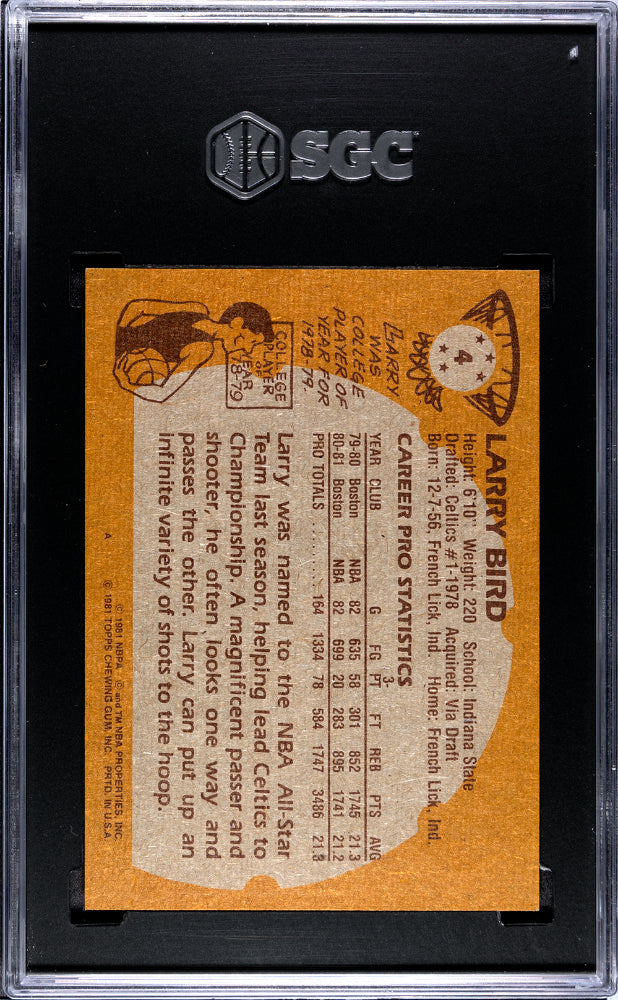 SGC
4
LARRY BIRD
Height: 6'10" Weight: 220 School: Indiana State
Drafted: Celtics #1-1978 Acquired: Via Draft
Born: 12-7-56, French Lick, Ind. Home: French Lick, Ind.
LARRY
WAS
COLLEGE
PLAYER OF
YEAR FOR
1978-79.
COLLEGE
PLAYER
OF
YEAR
78-79
CAREER PRO STATISTICS
YEAR CLUB G FG 3-PT FT REB PTS AVG
79-80 Boston NBA 82 635 58 301 852 1745 21.3
80-81 Boston NBA 82 699 20 283 895 1741 21.2
PRO TOTALS .......... 164 1334 78 584 1747 3486 21.3
Larry was named to the NBA All-Star
Team last season, helping lead Celtics to
Championship. A magnificent passer and
shooter, he often looks one way and
passes the other. Larry can put up an
infinite variety of shots to the hoop.
© 1981 NBPA © and TM NBA PROPERTIES, INC.
A © 1981 TOPPS CHEWING GUM, INC. PRTD. IN U.S.A